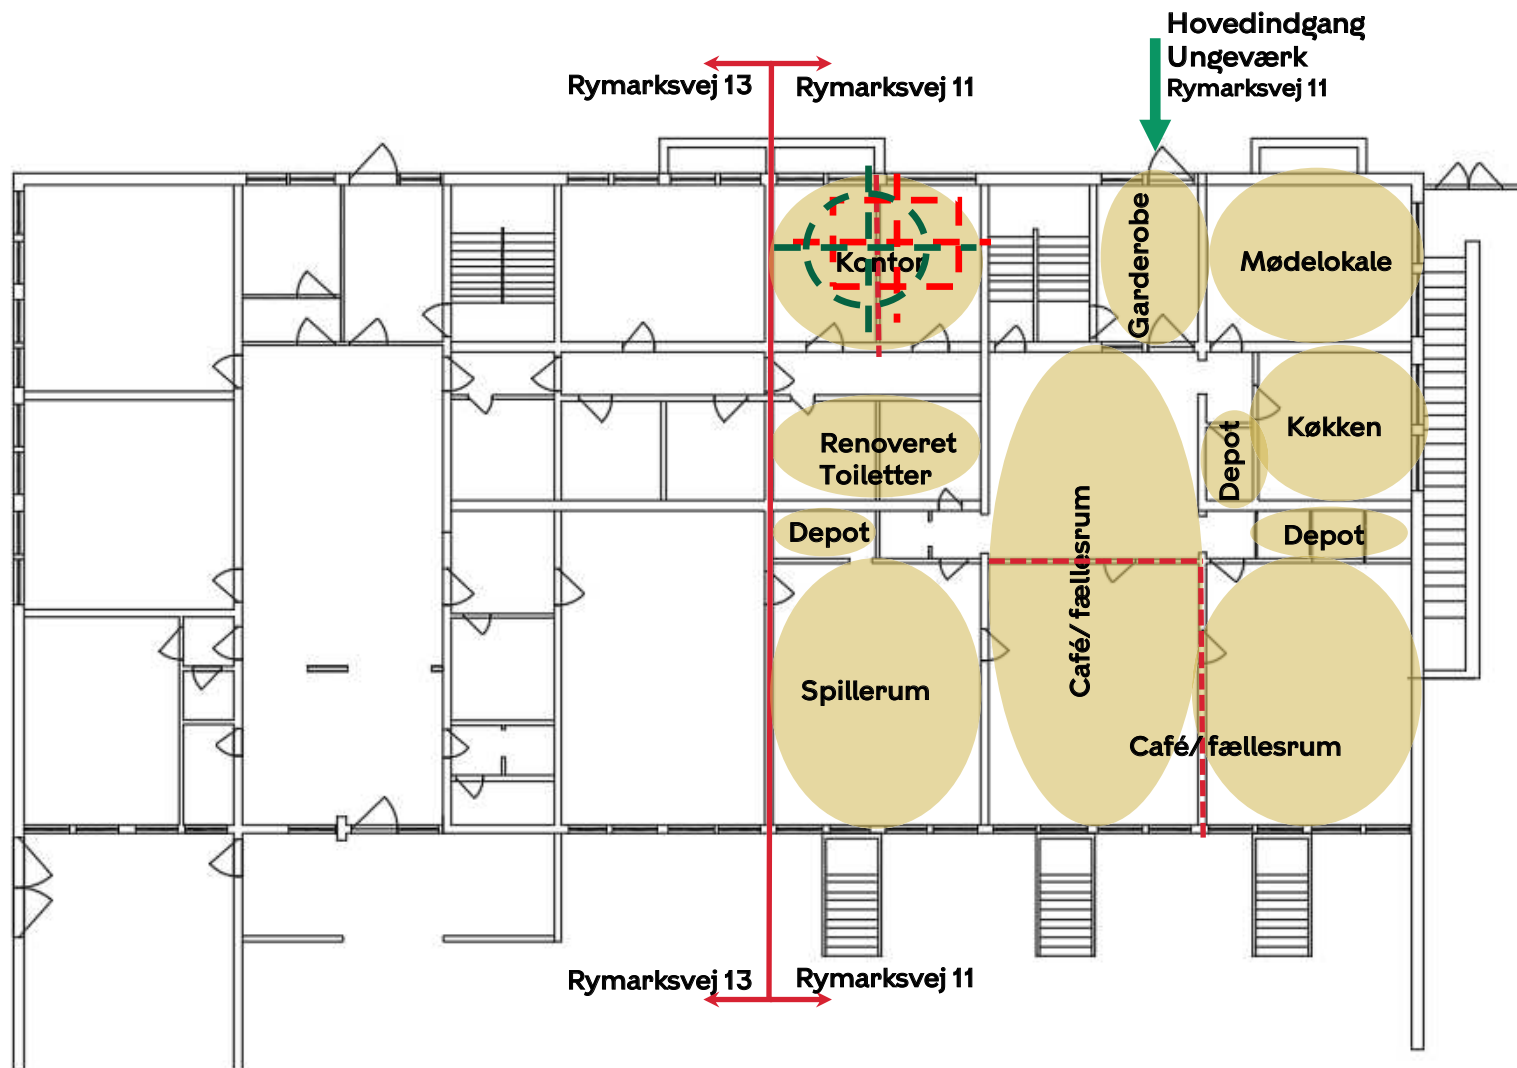 Hovedindgang
Ungeværk
Rymarksvej 11
Rymarksvej 13
Rymarksvej 11
Kontor
Garderobe
Mødelokale
Renoveret
Toiletter
Depot
Køkken
Depot
Depot
Café/fællesrum
Spillerum
Café/fællesrum
Rymarksvej 13
Rymarksvej 11